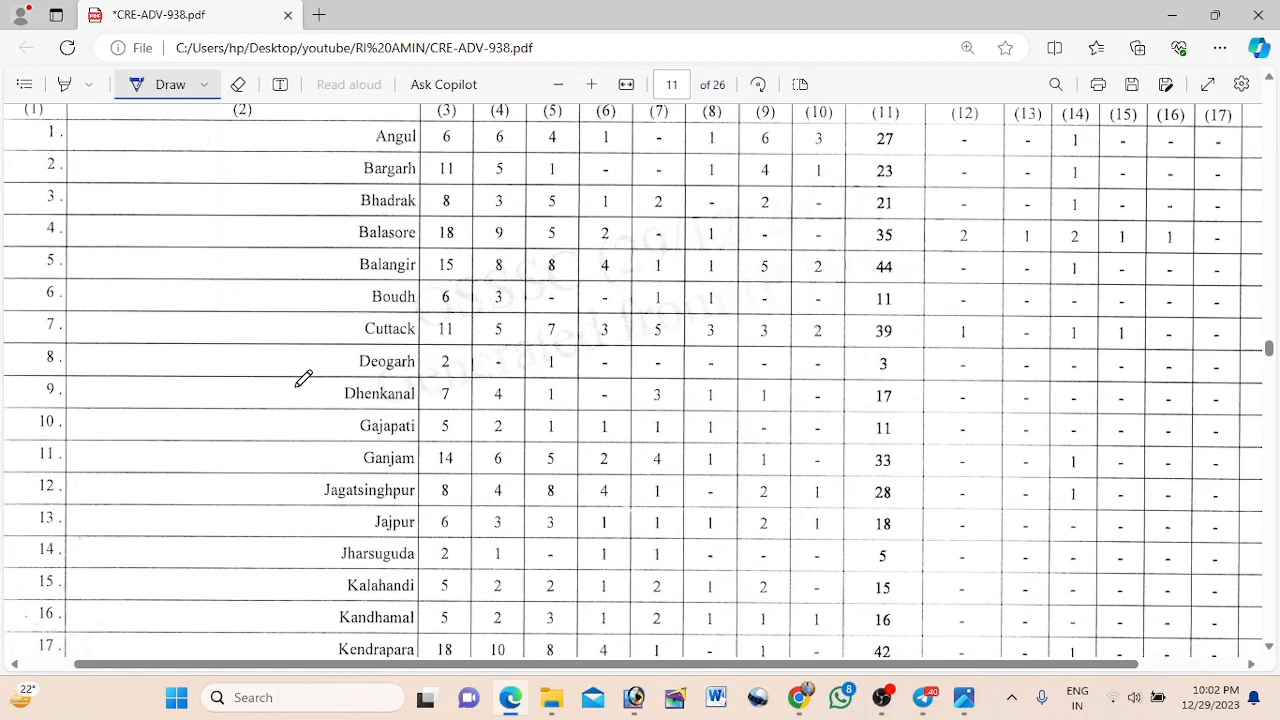 *CRE-ADV-938.pdf
File C:/Users/hp/Desktop/youtube/RI%20AMIN/CRE-ADV-938.pdf
Draw Read aloud Ask Copilot 11 of 26
(1) (2) (3) (4) (5) (6) (7) (8) (9) (10) (11) (12) (13) (14) (15) (16) (17)
1. Angul 6 6 4 1 - 1 6 3 27 - - 1 - - -
2. Bargarh 11 5 1 - - 1 4 1 23 - - 1 - - -
3. Bhadrak 8 3 5 1 2 - 2 - 21 - - 1 - - -
4. Balasore 18 9 5 2 - 1 - - 35 2 1 2 1 1 -
5. Balangir 15 8 8 4 1 1 5 2 44 - - 1 - - -
6. Boudh 6 3 - - 1 1 - - 11 - - - - - -
7. Cuttack 11 5 7 3 5 3 3 2 39 1 - 1 1 - -
8. Deogarh 2 - 1 - - - - - 3 - - - - - -
9. Dhenkanal 7 4 1 - 3 1 1 - 17 - - - - - -
10. Gajapati 5 2 1 1 1 1 - - 11 - - - - - -
11. Ganjam 14 6 5 2 4 1 1 - 33 - - 1 - - -
12. Jagatsinghpur 8 4 8 4 1 - 2 1 28 - - 1 - - -
13. Jajpur 6 3 3 1 1 1 2 1 18 - - - - - -
14. Jharsuguda 2 1 - 1 1 - - - 5 - - - - - -
15. Kalahandi 5 2 2 1 2 1 2 - 15 - - - - - -
16. Kandhamal 5 2 3 1 2 1 1 1 16 - - - - - -
17. Kendrapara 18 10 8 4 1 - 1 - 42 - - 1 - - -
OSSSC (29/12/
Generated from
22°
Search
8
40
ENG
IN
10:02 PM
12/29/2023